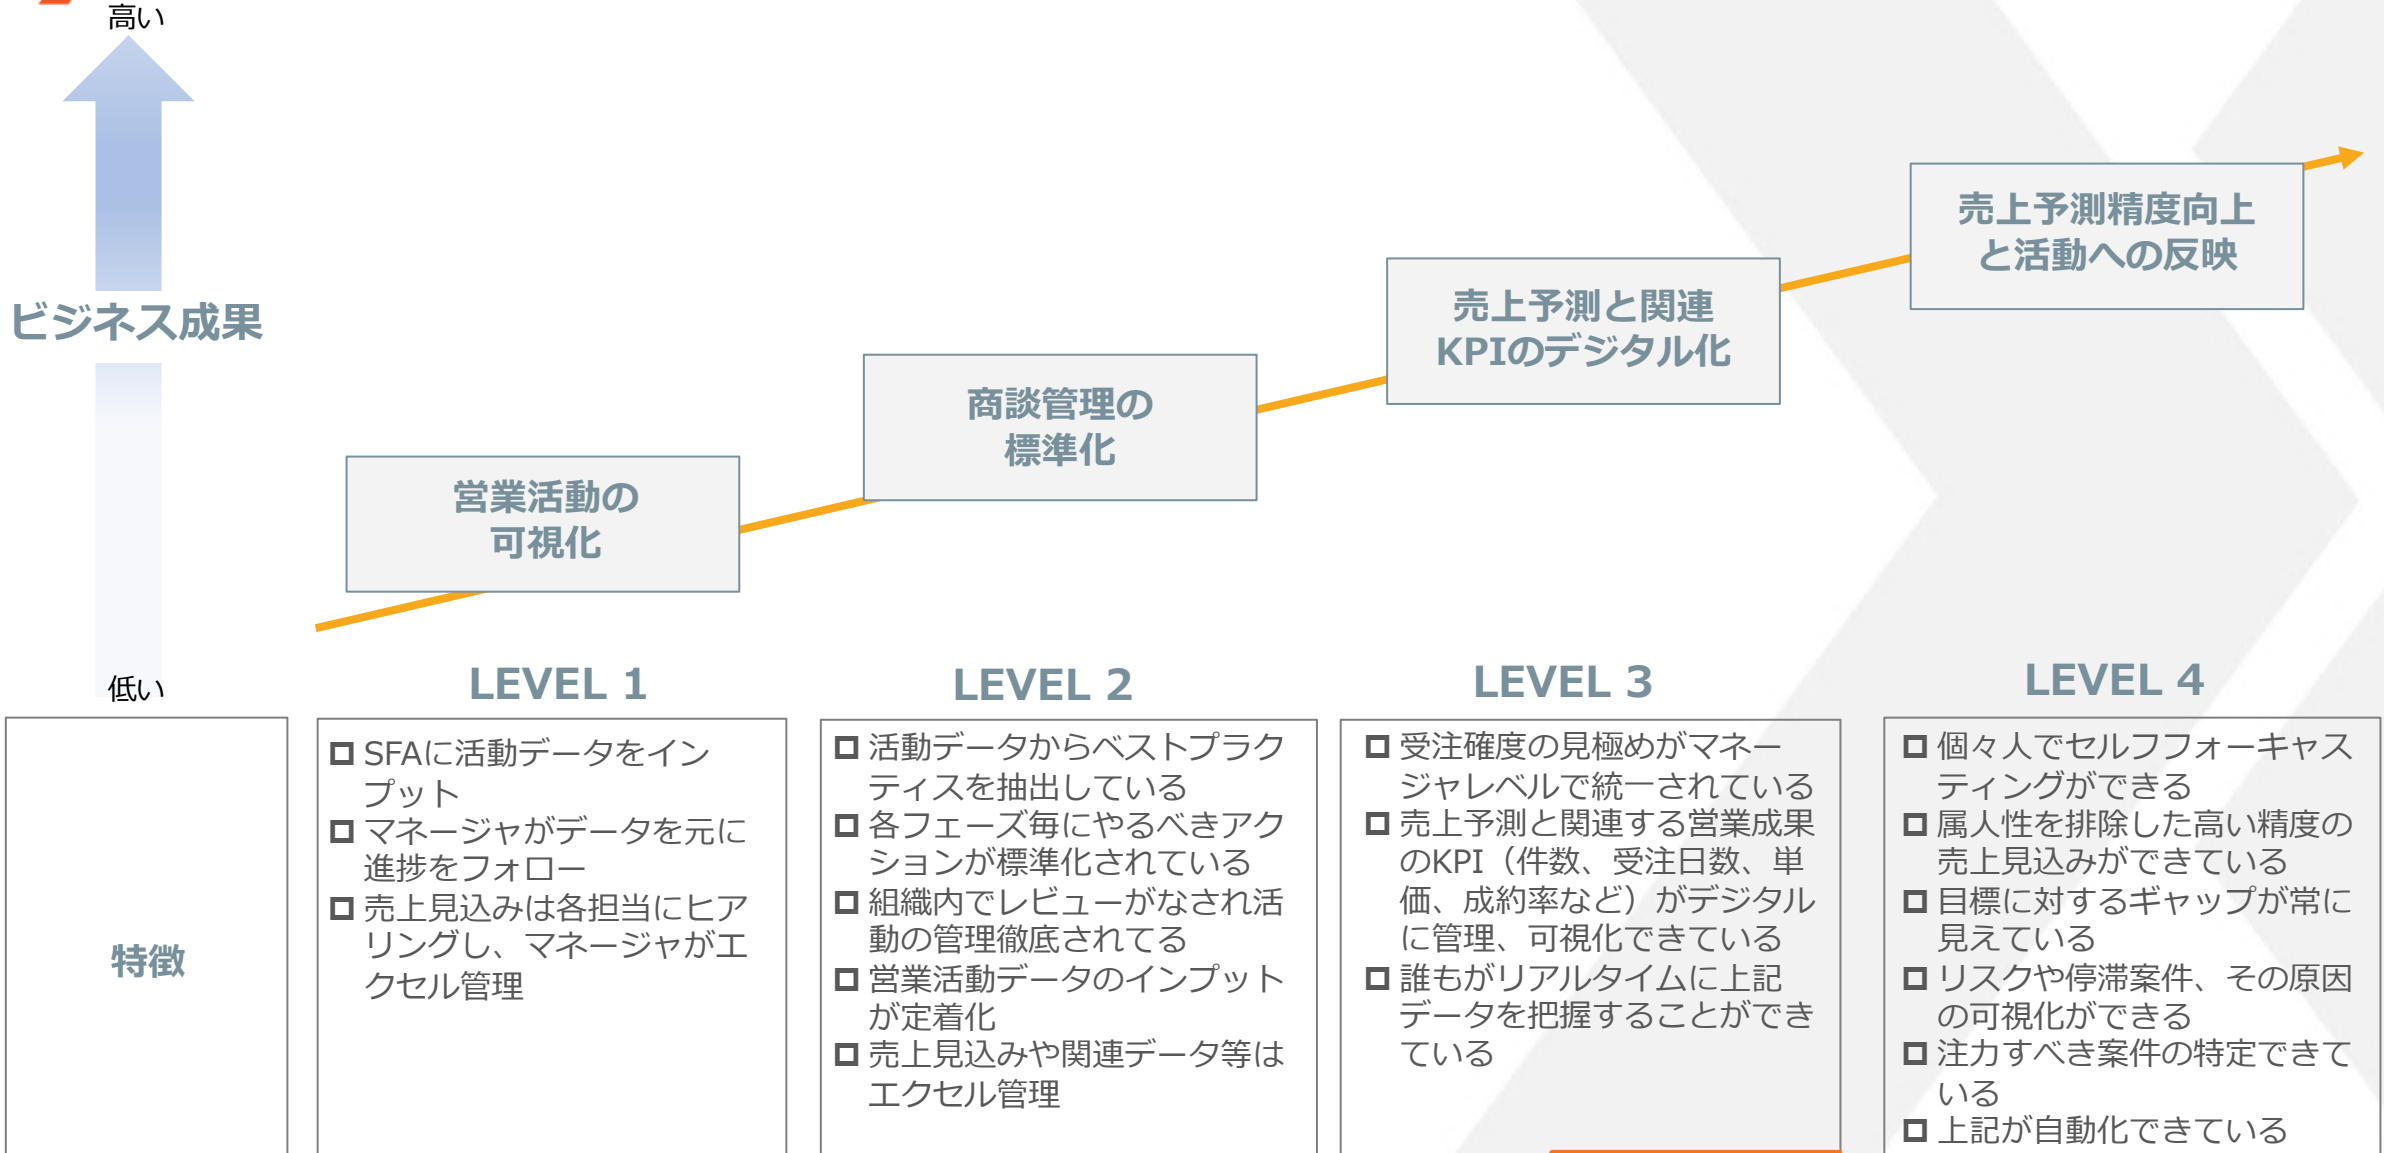 高い
ビジネス成果
低い
営業活動の
可視化
商談管理の
標準化
売上予測と関連
KPIのデジタル化
売上予測精度向上
と活動への反映
LEVEL 1
LEVEL 2
LEVEL 3
LEVEL 4
特徴
SFAに活動データをイン
プット
マネージャがデータを元に
進捗をフォロー
売上見込みは各担当にヒア
リングし、マネージャがエ
クセル管理
活動データからベストプラク
ティスを抽出している
各フェーズ毎にやるべきアク
ションが標準化されている
組織内でレビューがなされ活
動の管理徹底されてる
営業活動データのインプット
が定着化
売上見込みや関連データ等は
エクセル管理
受注確度の見極めがマネー
ジャレベルで統一されている
売上予測と関連する営業成果
のKPI（件数、受注日数、単
価、成約率など）がデジタル
に管理、可視化できている
誰もがリアルタイムに上記
データを把握することができ
ている
個々人でセルフフォーキャス
ティングができる
属人性を排除した高い精度の
売上見込みができている
目標に対するギャップが常に
見えている
リスクや停滞案件、その原因
の可視化ができる
注力すべき案件の特定できて
いる
上記が自動化できている